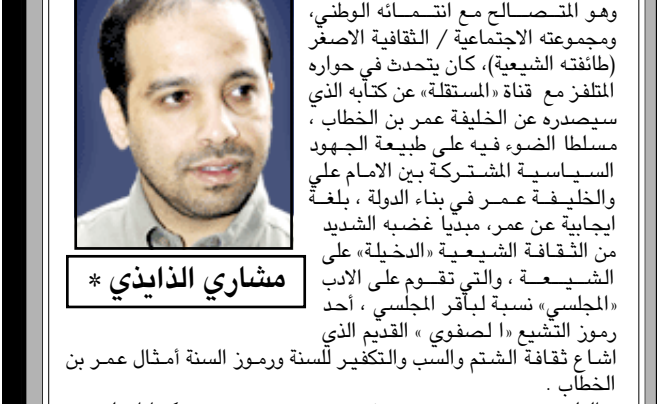 وهو المتصالح مع انتمائه الوطني،
ومجموعته الاجتماعية / الثقافية الاصغر
(طائفته الشيعية)، كان يتحدث في حواره
المتلفز مع قناة «المستقلة» عن كتابه الذي
سيصدره عن الخليفة عمر بن الخطاب ،
مسلطا الضوء فيه على طبيعة الجهود
السياسية المشتركة بين الامام علي
والخليفة عمر في بناء الدولة ، بلغة
ايجابية عن عمر، مبديا غضبه الشديد
من الثقافة الشيعية «الدخيلة» على
الشيعة ، والتي تقوم على الادب
«المجلسي» نسبة لباقر المجلسي ، أحد
رموز التشيع «ا لصفوي » القديم الذي
اشاع ثقافة الشتم والسب والتكفير للسنة ورموز السنة أمثال عمر بن
الخطاب .
مشاري الذايذي *